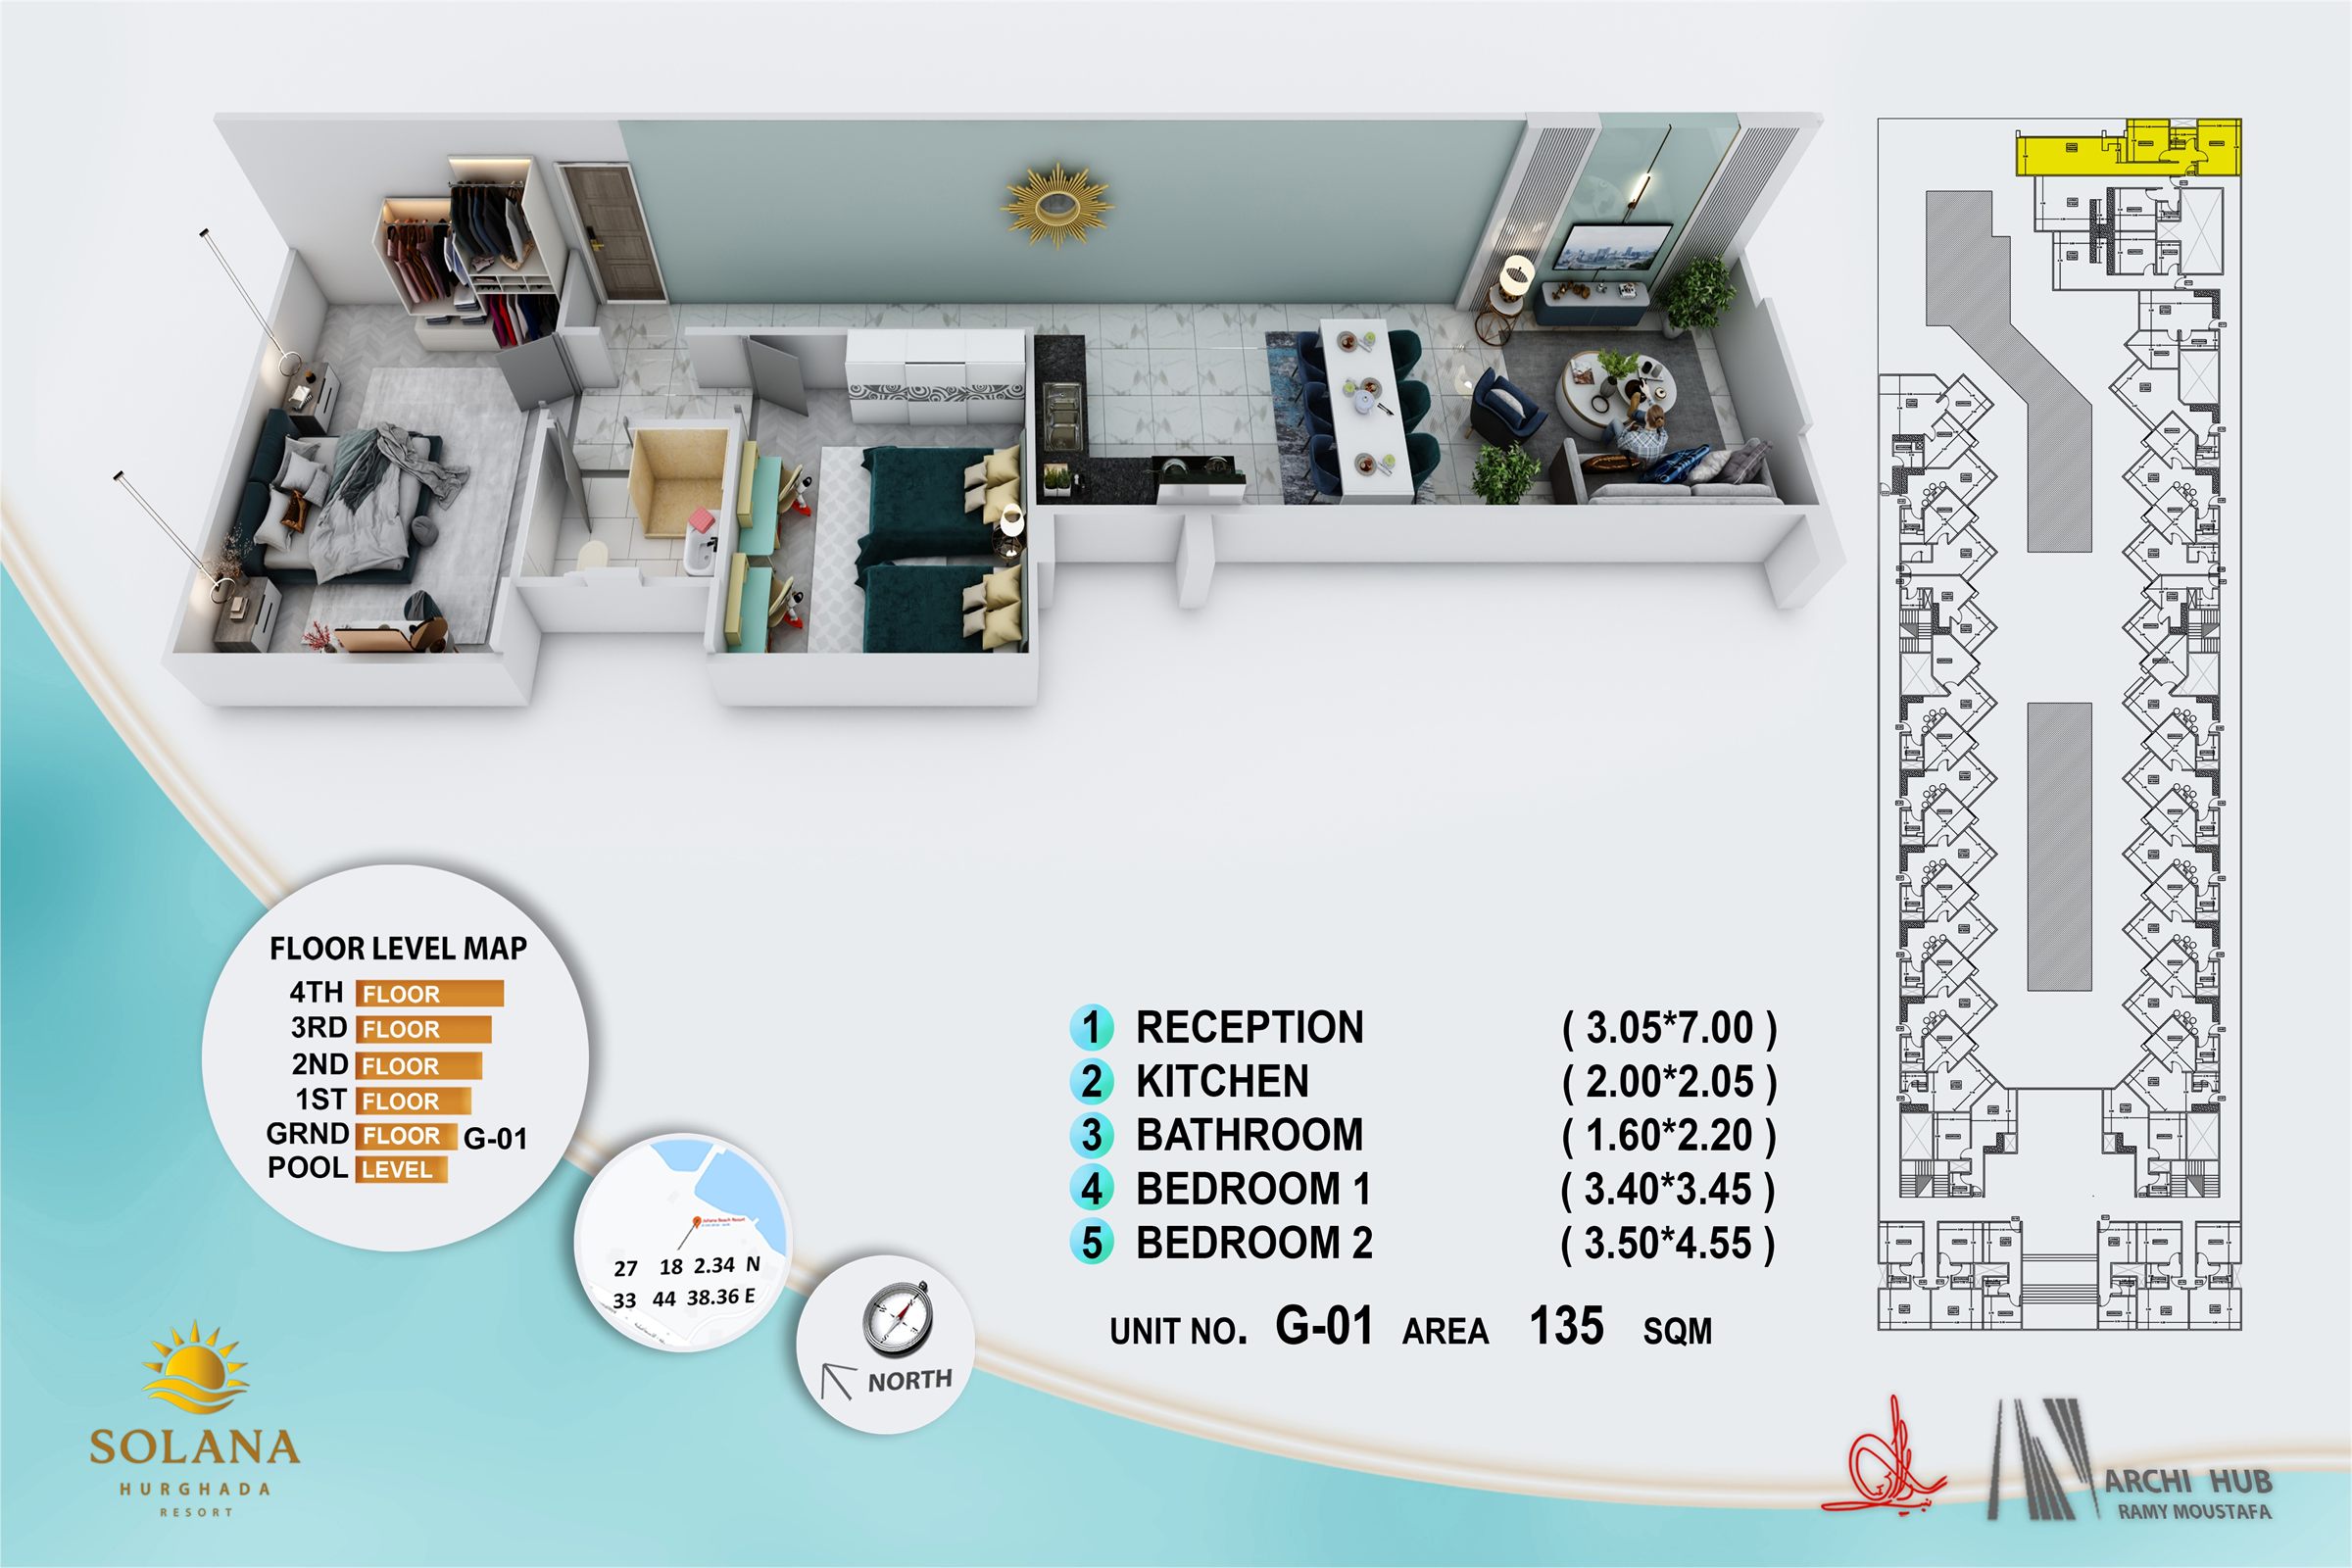 FLOOR LEVEL MAP
4TH FLOOR
3RD FLOOR
2ND FLOOR
1ST FLOOR
GRND FLOOR G-01
POOL LEVEL
27 18 2.34 N
33 44 38.36 E
NORTH
1 RECEPTION ( 3.05*7.00 )
2 KITCHEN ( 2.00*2.05 )
3 BATHROOM ( 1.60*2.20 )
4 BEDROOM 1 ( 3.40*3.45 )
5 BEDROOM 2 ( 3.50*4.55 )
UNIT NO. G-01 AREA 135 SQM
SOLANA
HURGHADA
RESORT
ARCHI HUB
RAMY MOUSTAFA